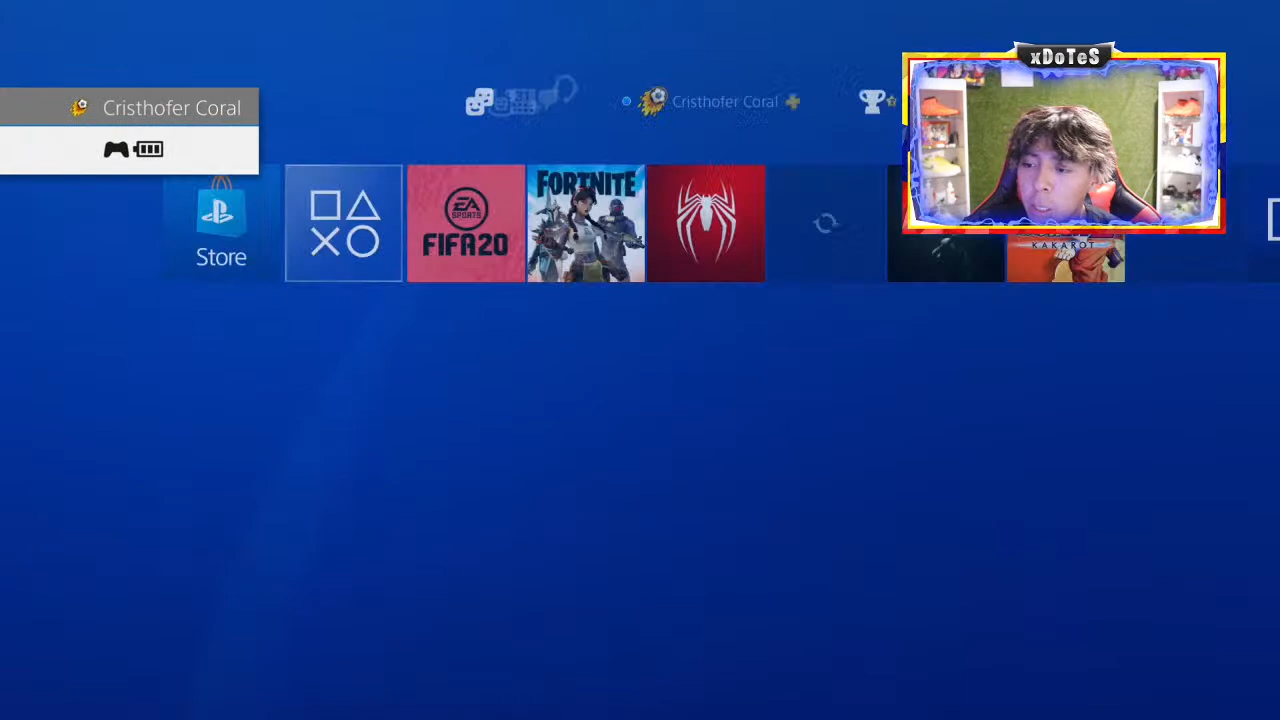 xDoTeS
Cristhofer Coral
Cristhofer Coral
Store
EA
SPORTS
FIFA20
FORTNITE
KAKAROT